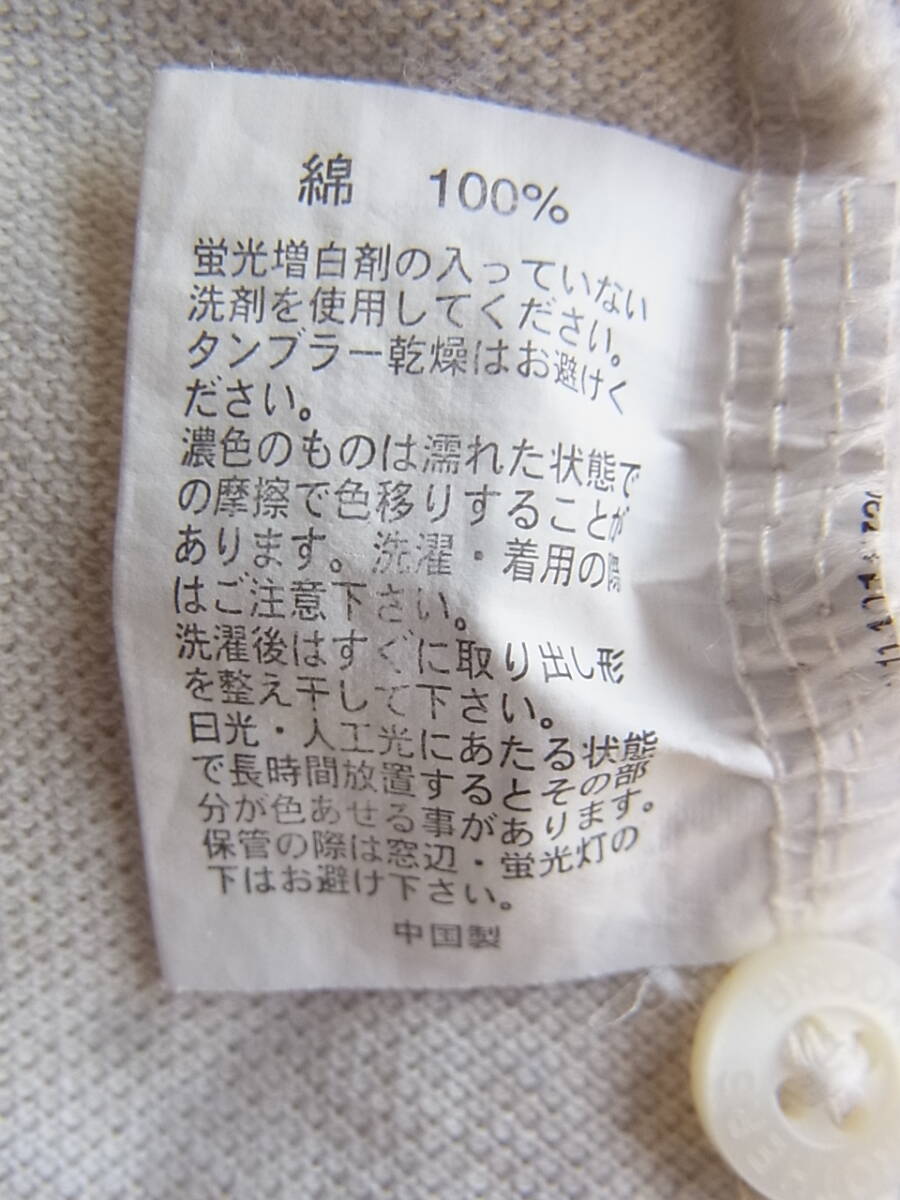 綿 100%
蛍光増白剤の入っていない
洗剤を使用してください。
タンブラー乾燥はお避けく
ださい。
濃色のものは濡れた状態で
の摩擦で色移りすることが
あります。洗濯・着用の際
はご注意下さい。
洗濯後はすぐに取り出し形
を整え干して下さい。
日光・人工光にあたる状態
で長時間放置するとその部
分が色あせる事があります。
保管の際は窓辺・蛍光灯の
下はお避け下さい。
中国製